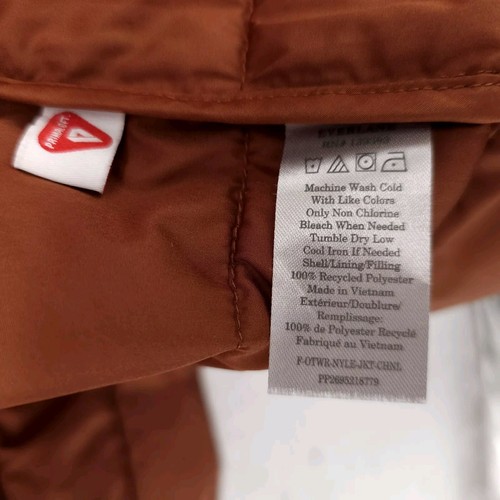 EVERLANE
Machine Wash Cold
With Like Colors
Only Non Chlorine
Bleach When Needed
Tumble Dry Low
Cool Iron If Needed
Shell/Lining/Filling
100% Recycled Polyester
Made in Vietnam
Extérieur/Doublure/
Remplissage:
100% de Polyester Recyclé
Fabriqué au Vietnam
F-OTWR-NYLE-JKT-CHNL
PP2695218779